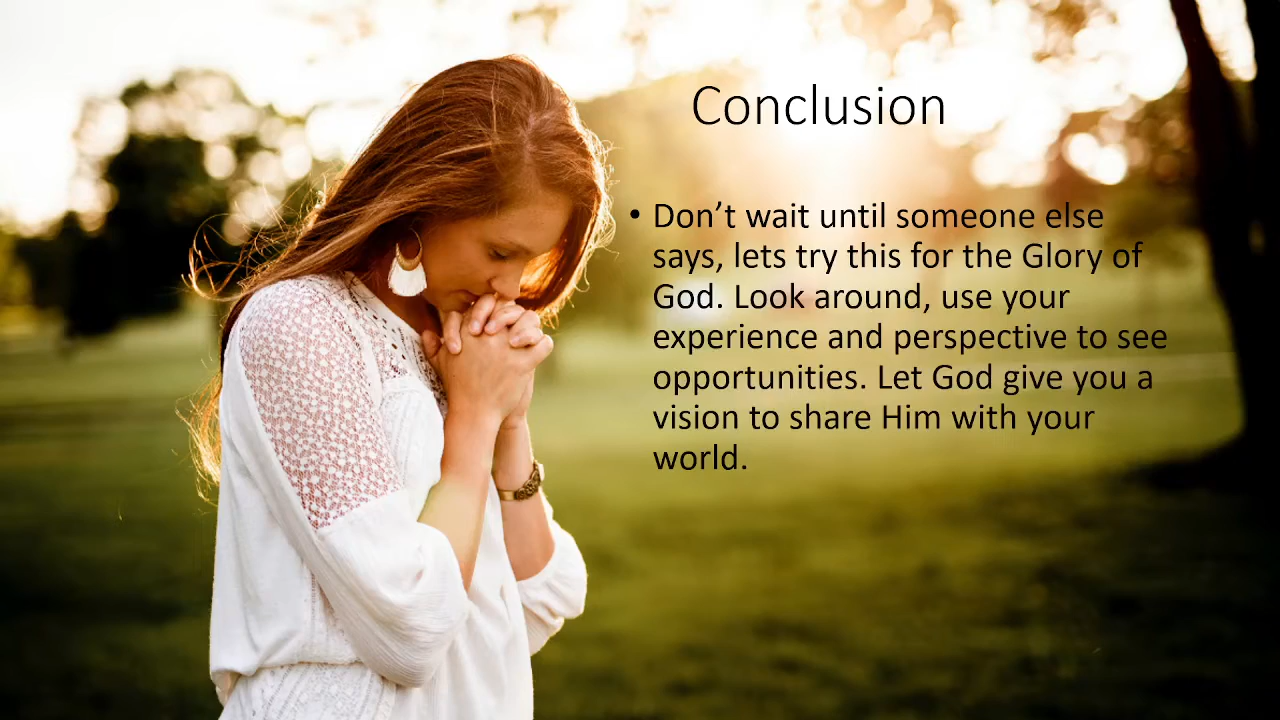 Conclusion
• Don’t wait until someone else
says, lets try this for the Glory of
God. Look around, use your
experience and perspective to see
opportunities. Let God give you a
vision to share Him with your
world.